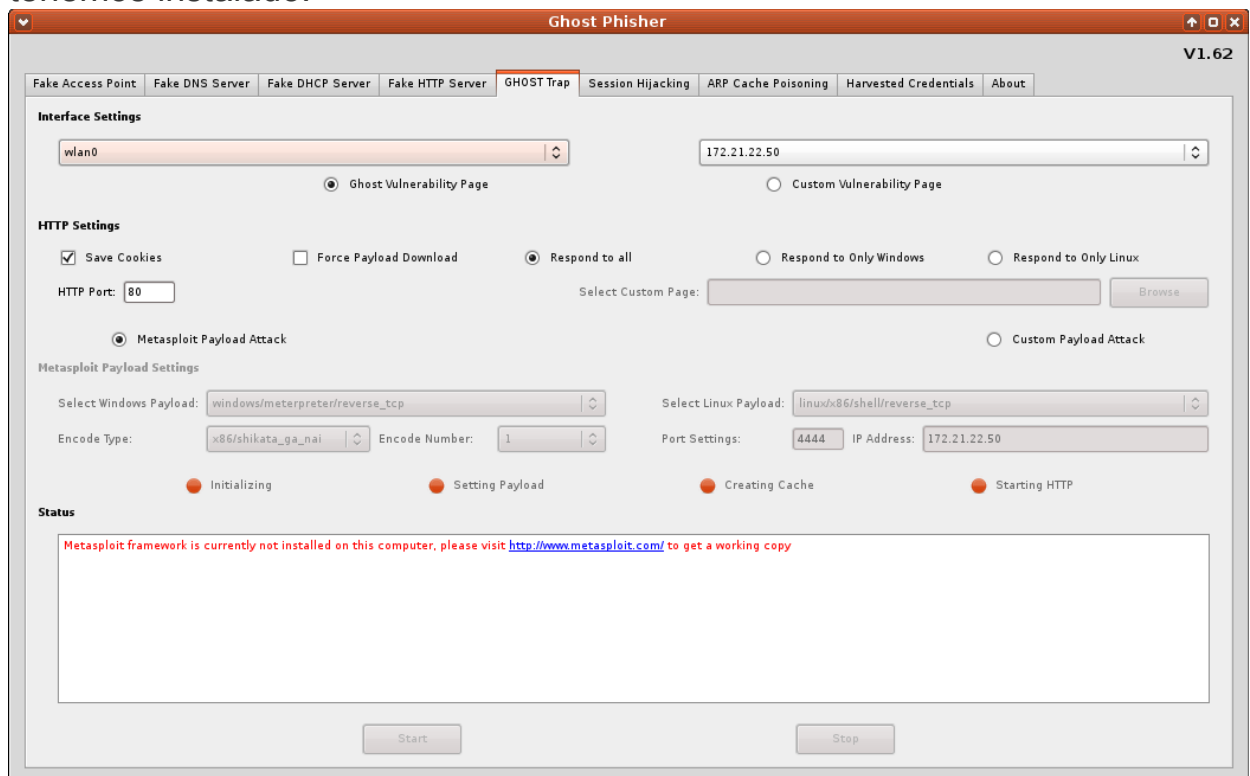 tenemos instalado.
Ghost Phisher
V1.62
Fake Access Point Fake DNS Server Fake DHCP Server Fake HTTP Server GHOST Trap Session Hijacking ARP Cache Poisoning Harvested Credentials About
Interface Settings
wlan0 172.21.22.50
Ghost Vulnerability Page Custom Vulnerability Page
HTTP Settings
Save Cookies Force Payload Download Respond to all Respond to Only Windows Respond to Only Linux
HTTP Port: 80 Select Custom Page: Browse
Metasploit Payload Attack Custom Payload Attack
Metasploit Payload Settings
Select Windows Payload: windows/meterpreter/reverse_tcp Select Linux Payload: linux/x86/shell/reverse_tcp
Encode Type: x86/shikata_ga_nai Encode Number: 1 Port Settings: 4444 IP Address: 172.21.22.50
Initializing Setting Payload Creating Cache Starting HTTP
Status
Metasploit framework is currently not installed on this computer, please visit http://www.metasploit.com/ to get a working copy
Start Stop